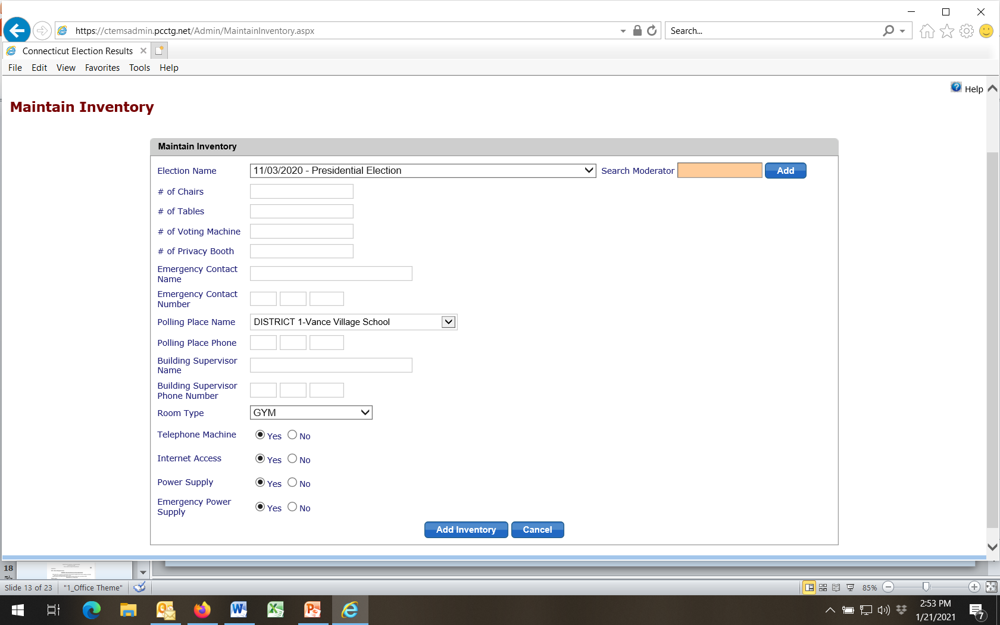 https://ctemsadmin.pcctg.net/Admin/MaintainInventory.aspx
Search...
Connecticut Election Results
File Edit View Favorites Tools Help
Help
Maintain Inventory
Maintain Inventory
Election Name 11/03/2020 - Presidential Election Search Moderator Add
# of Chairs
# of Tables
# of Voting Machine
# of Privacy Booth
Emergency Contact
Name
Emergency Contact
Number
Polling Place Name DISTRICT 1-Vance Village School
Polling Place Phone
Building Supervisor
Name
Building Supervisor
Phone Number
Room Type GYM
Telephone Machine Yes No
Internet Access Yes No
Power Supply Yes No
Emergency Power
Supply Yes No
Add Inventory Cancel
18
Slide 13 of 23 "1_Office Theme" 85%
2:53 PM
1/21/2021
7